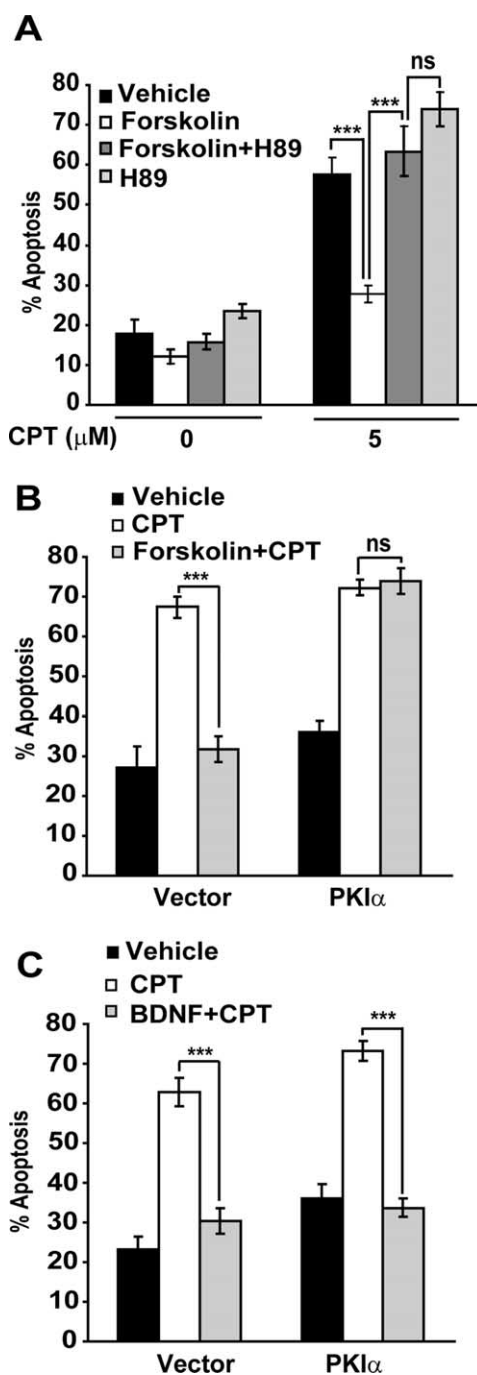 A
Vehicle
Forskolin
Forskolin+H89
H89
ns
*** ***
% Apoptosis
80
70
60
50
40
30
20
10
0
CPT (μM) 0 5
B
Vehicle
CPT
Forskolin+CPT
*** ns
% Apoptosis
80
70
60
50
40
30
20
10
0
Vector PKIα
C
Vehicle
CPT
BDNF+CPT
*** ***
% Apoptosis
80
70
60
50
40
30
20
10
0
Vector PKIα